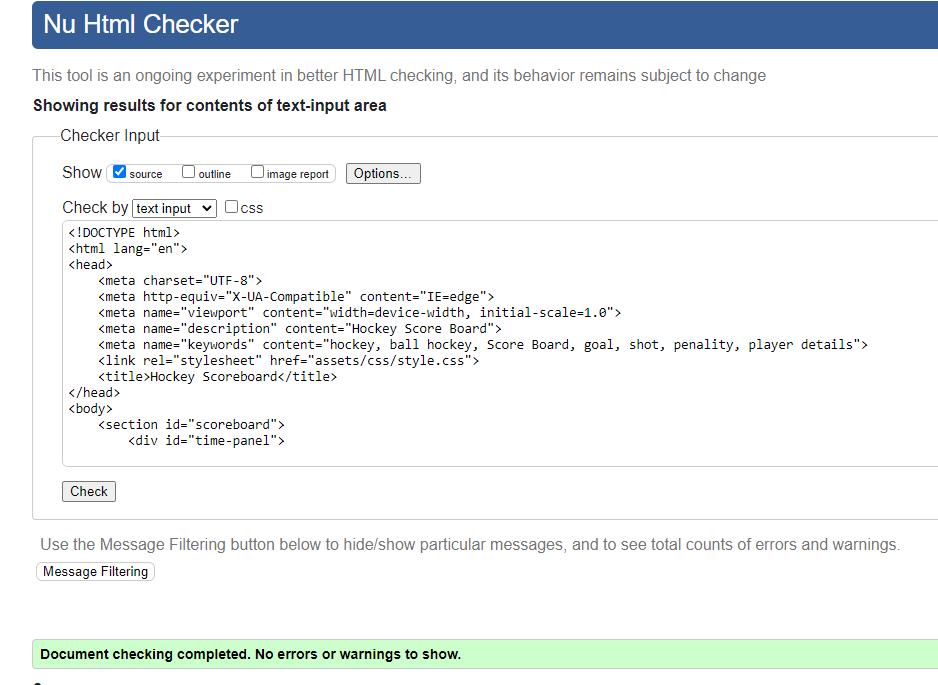 Nu Html Checker
This tool is an ongoing experiment in better HTML checking, and its behavior remains subject to change
Showing results for contents of text-input area
Checker Input
Show source outline image report Options...
Check by text input css
<!DOCTYPE html>
<html lang="en">
<head>
    <meta charset="UTF-8">
    <meta http-equiv="X-UA-Compatible" content="IE=edge">
    <meta name="viewport" content="width=device-width, initial-scale=1.0">
    <meta name="description" content="Hockey Score Board">
    <meta name="keywords" content="hockey, ball hockey, Score Board, goal, shot, penality, player details">
    <link rel="stylesheet" href="assets/css/style.css">
    <title>Hockey Scoreboard</title>
</head>
<body>
    <section id="scoreboard">
        <div id="time-panel">
Check
Use the Message Filtering button below to hide/show particular messages, and to see total counts of errors and warnings.
Message Filtering
Document checking completed. No errors or warnings to show.